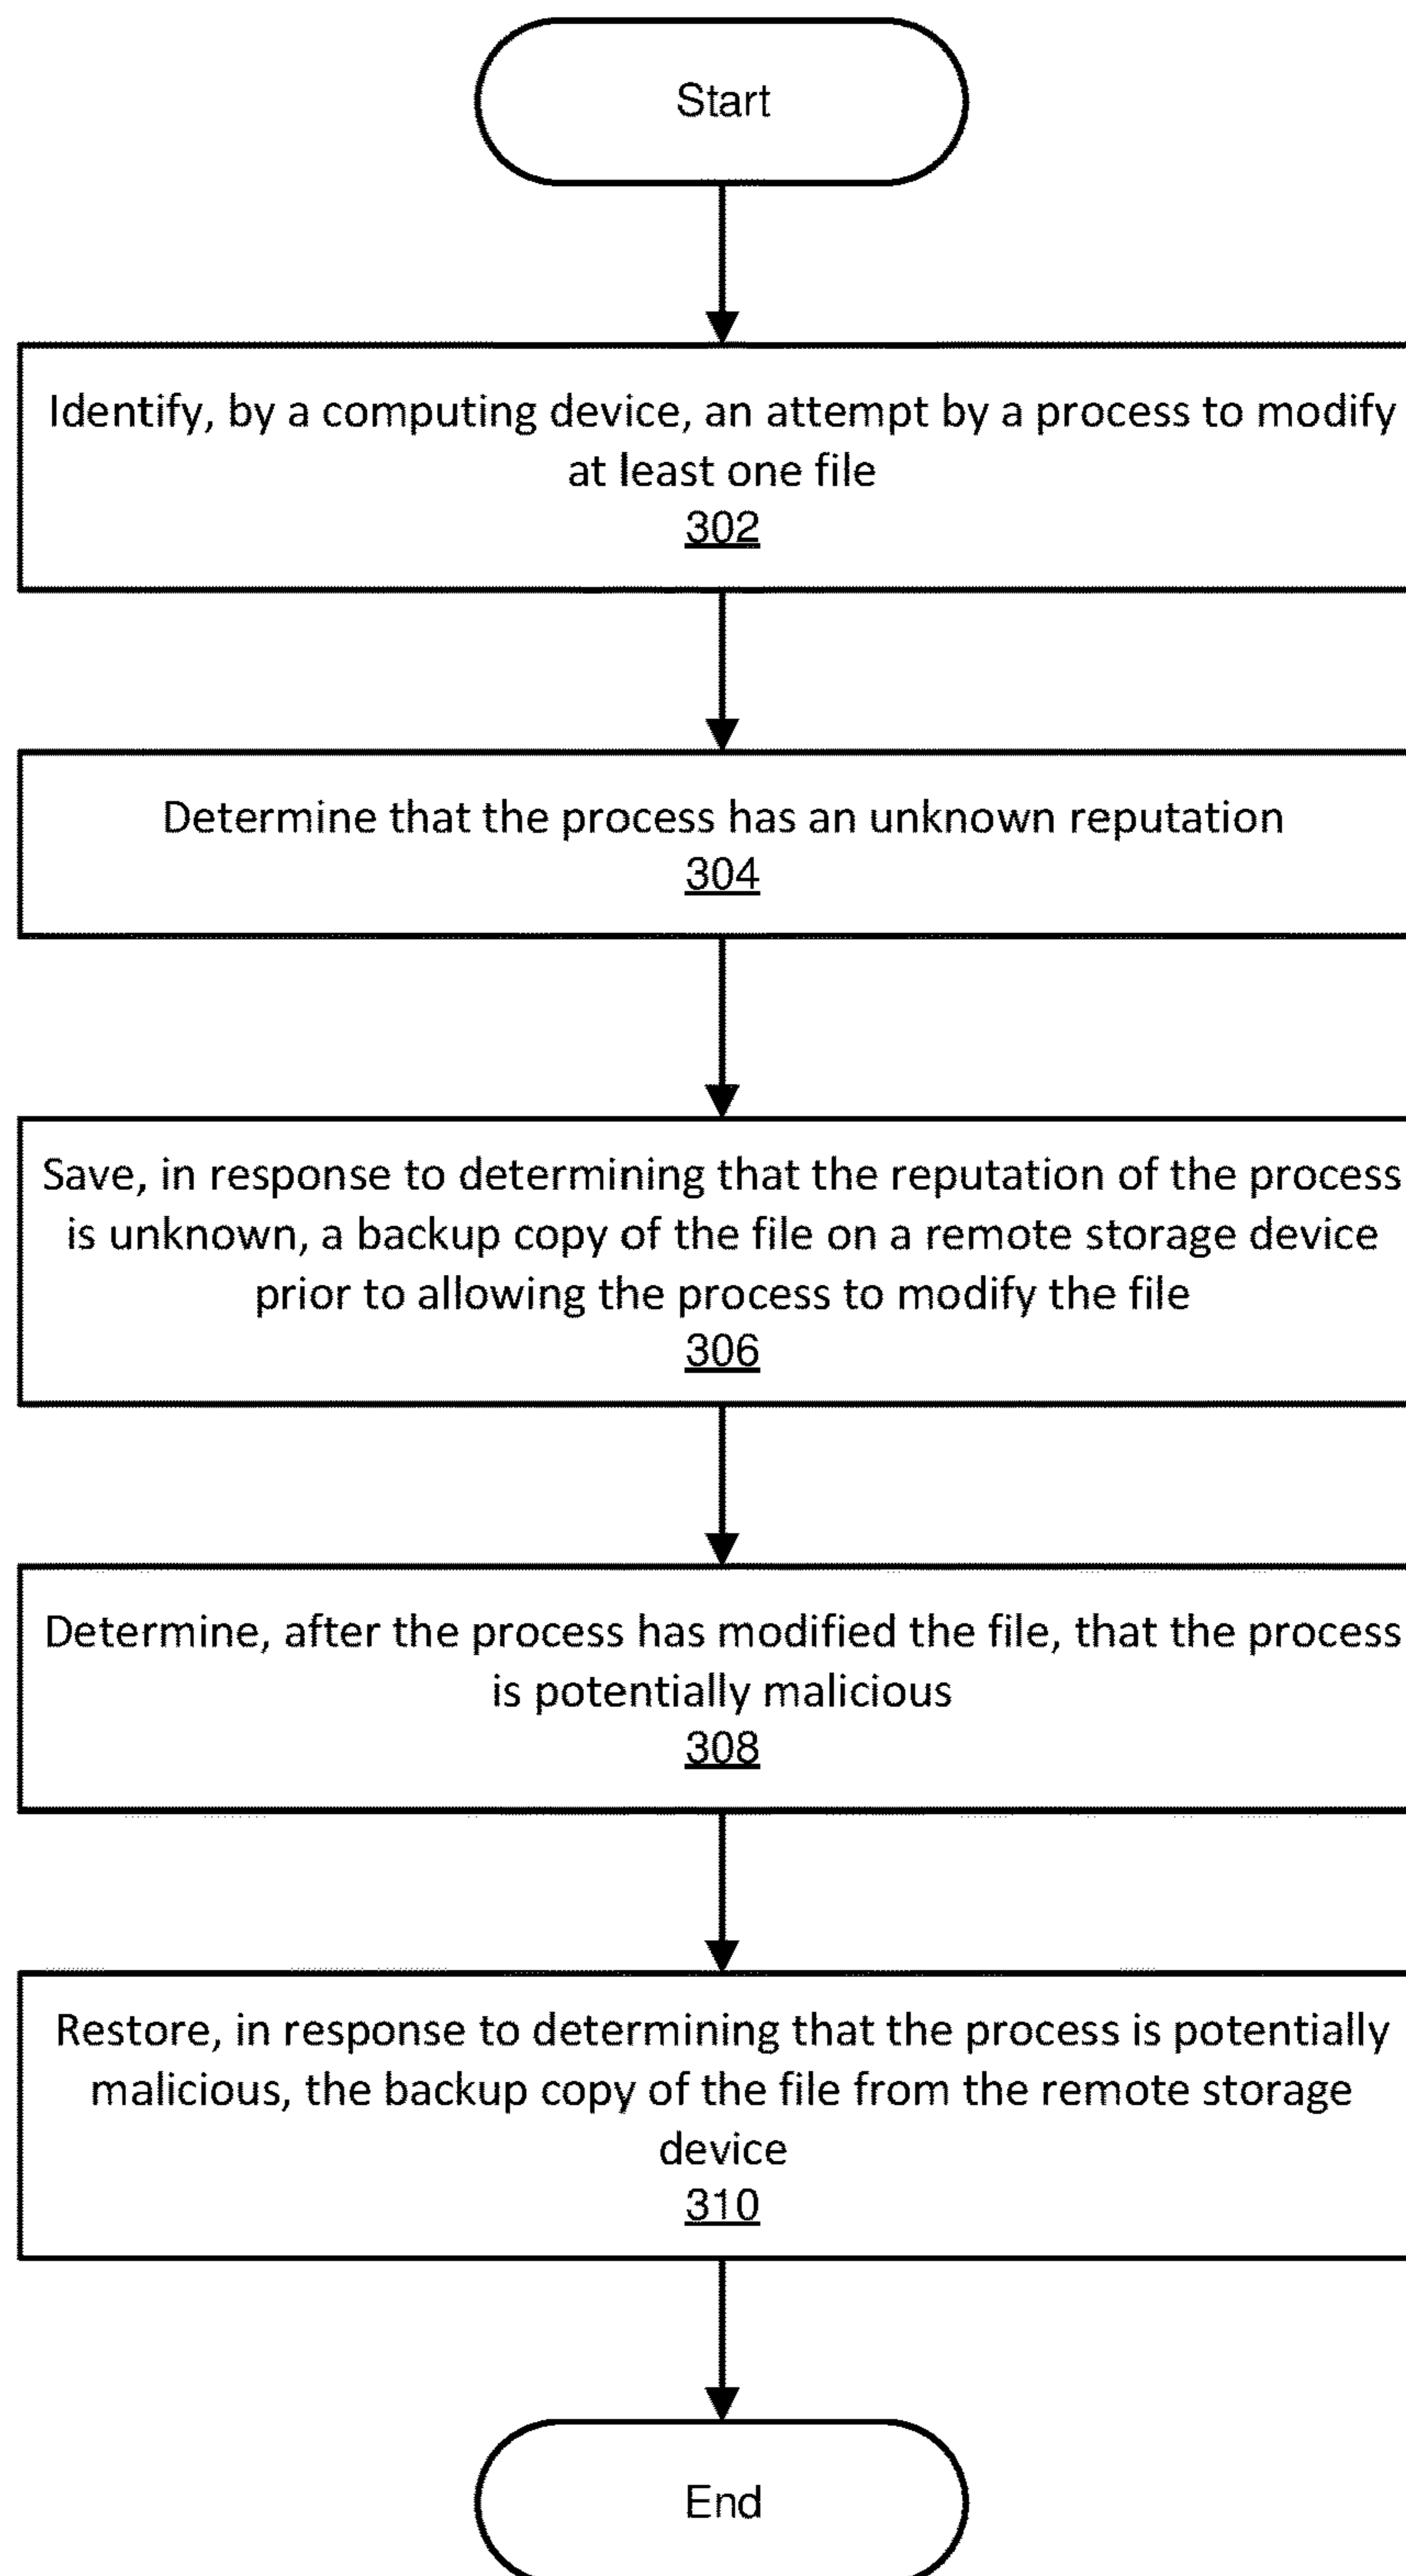 Start
Identify, by a computing device, an attempt by a process to modify
at least one file
302
Determine that the process has an unknown reputation
304
Save, in response to determining that the reputation of the process
is unknown, a backup copy of the file on a remote storage device
prior to allowing the process to modify the file
306
Determine, after the process has modified the file, that the process
is potentially malicious
308
Restore, in response to determining that the process is potentially
malicious, the backup copy of the file from the remote storage
device
310
End